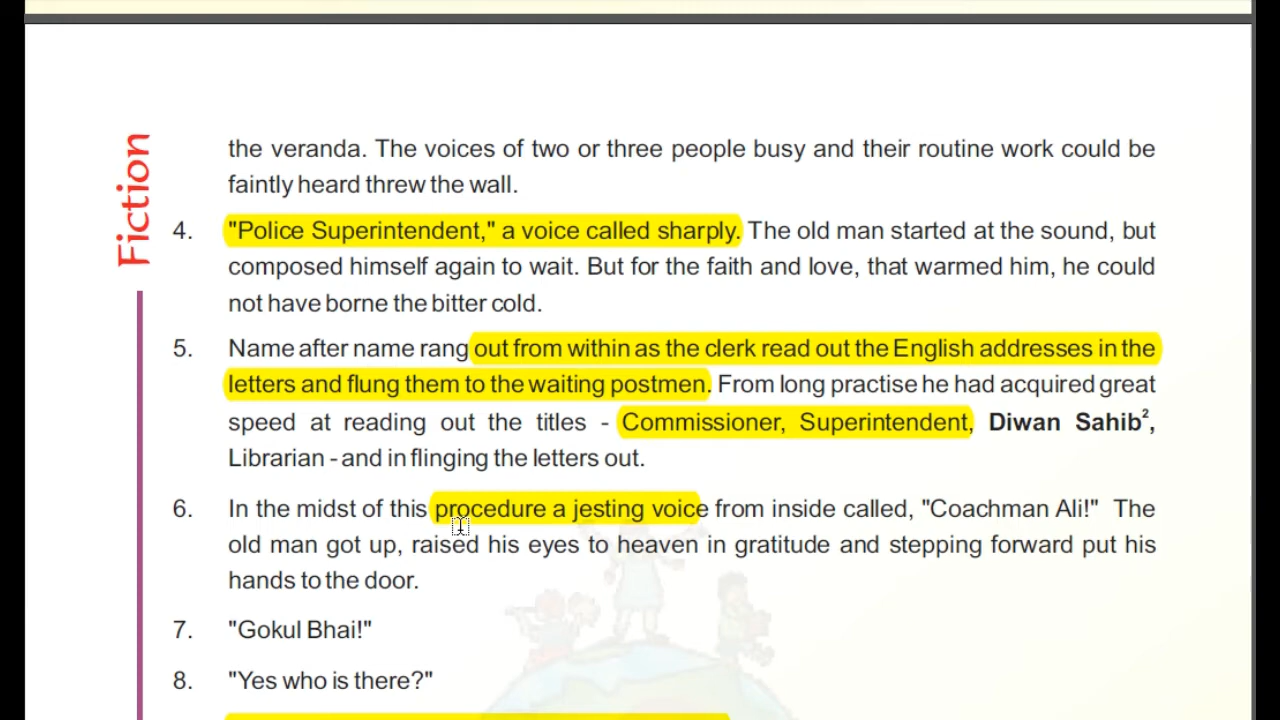 Fiction
the veranda. The voices of two or three people busy and their routine work could be
faintly heard threw the wall.
4. "Police Superintendent," a voice called sharply. The old man started at the sound, but
composed himself again to wait. But for the faith and love, that warmed him, he could
not have borne the bitter cold.
5. Name after name rang out from within as the clerk read out the English addresses in the
letters and flung them to the waiting postmen. From long practise he had acquired great
speed at reading out the titles - Commissioner, Superintendent, Diwan Sahib²,
Librarian - and in flinging the letters out.
6. In the midst of this procedure a jesting voice from inside called, "Coachman Ali!" The
old man got up, raised his eyes to heaven in gratitude and stepping forward put his
hands to the door.
7. "Gokul Bhai!"
8. "Yes who is there?"